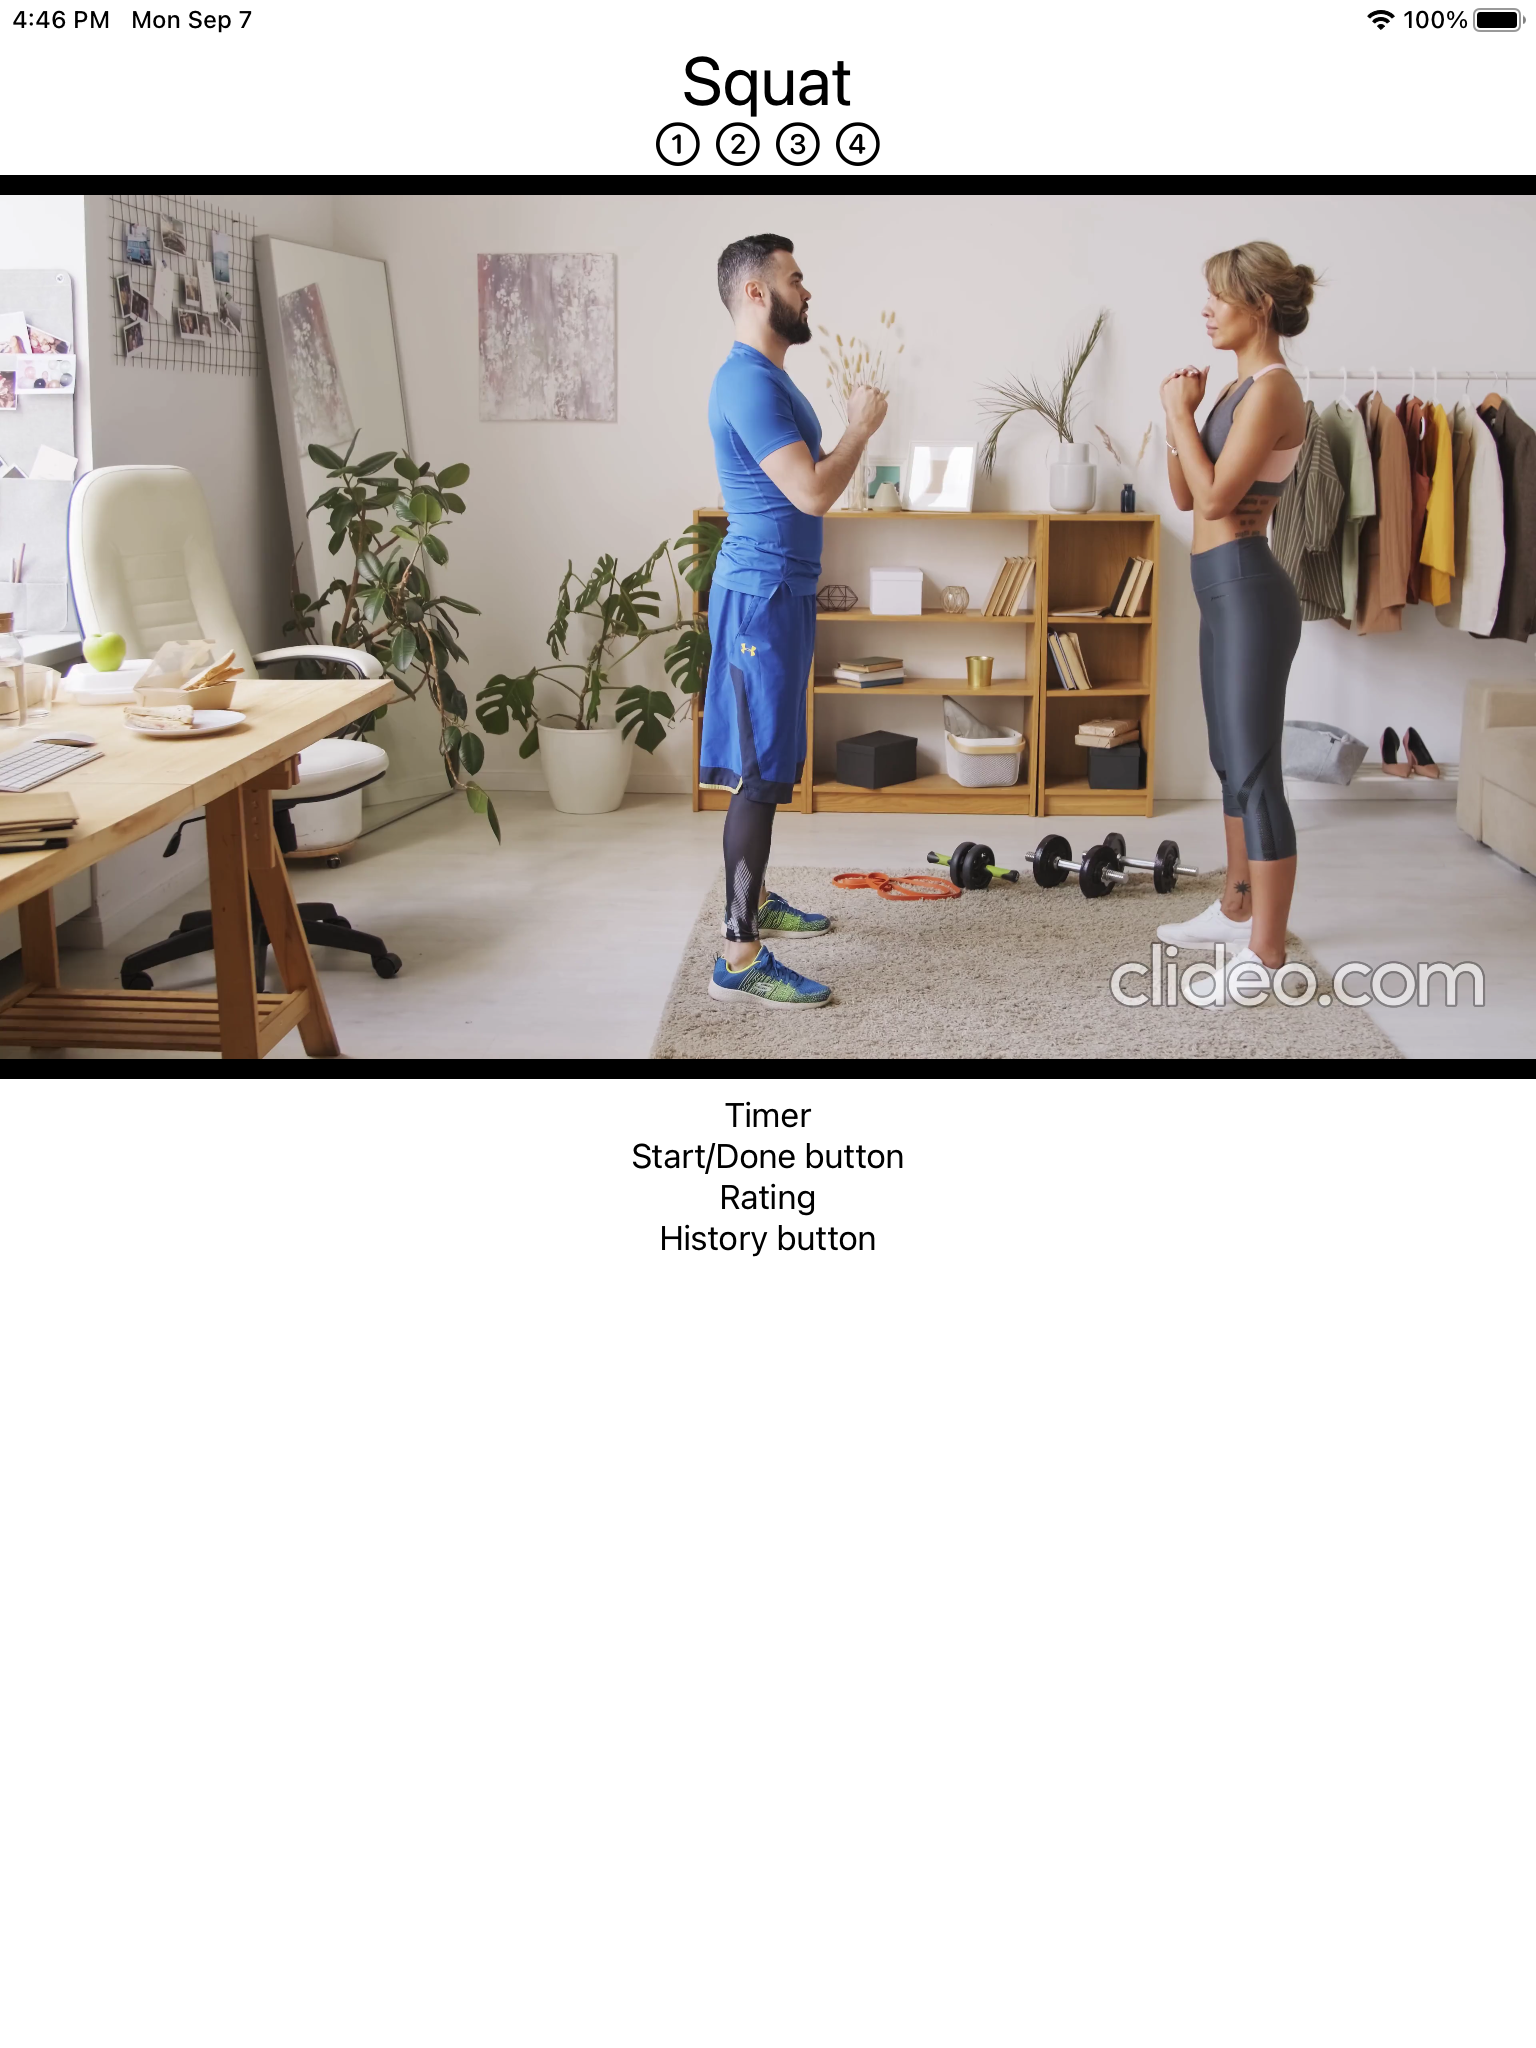 4:46 PM Mon Sep 7 100%
Squat
1 2 3 4
clideo.com
Timer
Start/Done button
Rating
History button